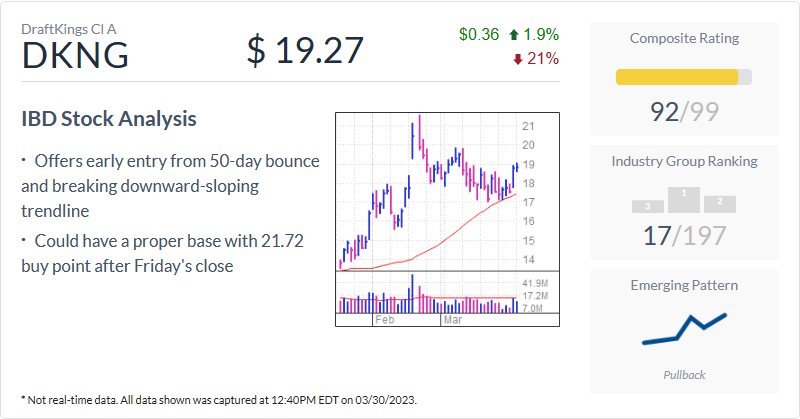 DraftKings Cl A
DKNG
$ 19.27
$0.36 1.9%
21%
IBD Stock Analysis
· Offers early entry from 50-day bounce
and breaking downward-sloping
trendline
· Could have a proper base with 21.72
buy point after Friday's close
21
20
19
18
17
16
15
14
41.9M
17.2M
7.0M
Feb
Mar
Composite Rating
92/99
Industry Group Ranking
3
1
2
17/197
Emerging Pattern
Pullback
* Not real-time data. All data shown was captured at 12:40PM EDT on 03/30/2023.